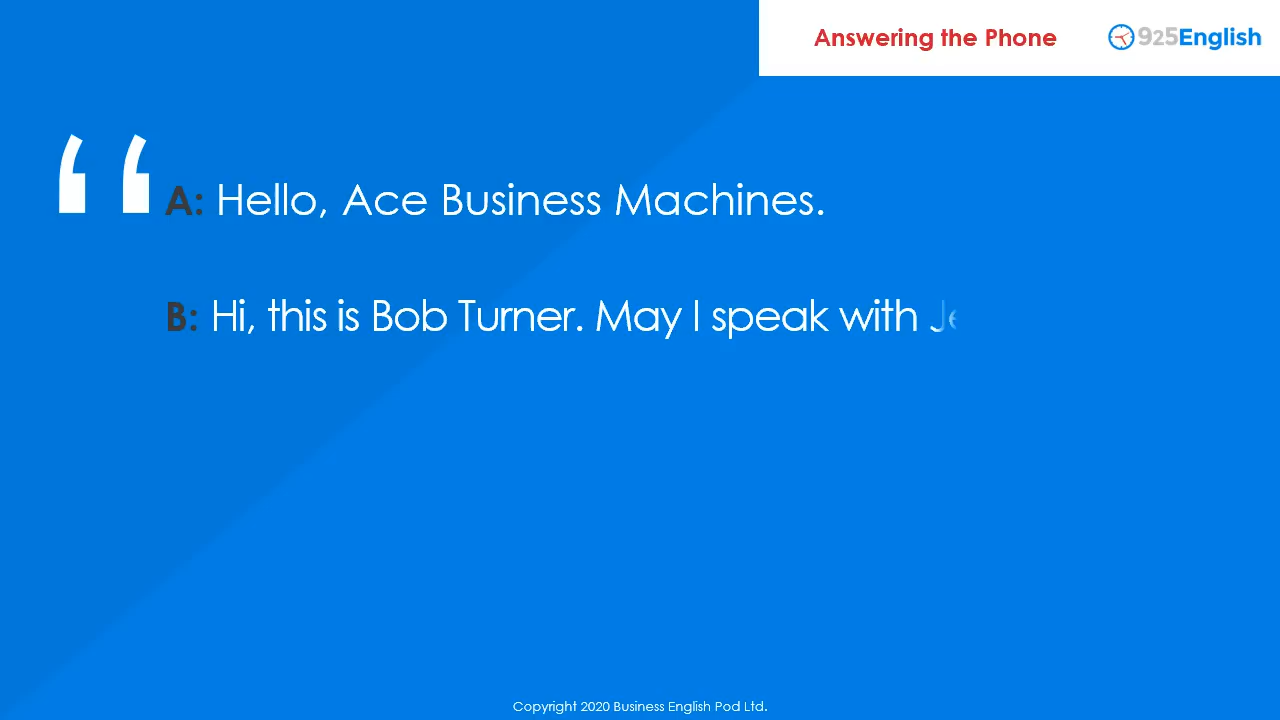 Answering the Phone
925English
A: Hello, Ace Business Machines.
B: Hi, this is Bob Turner. May I speak with
Copyright 2020 Business English Pod Ltd.